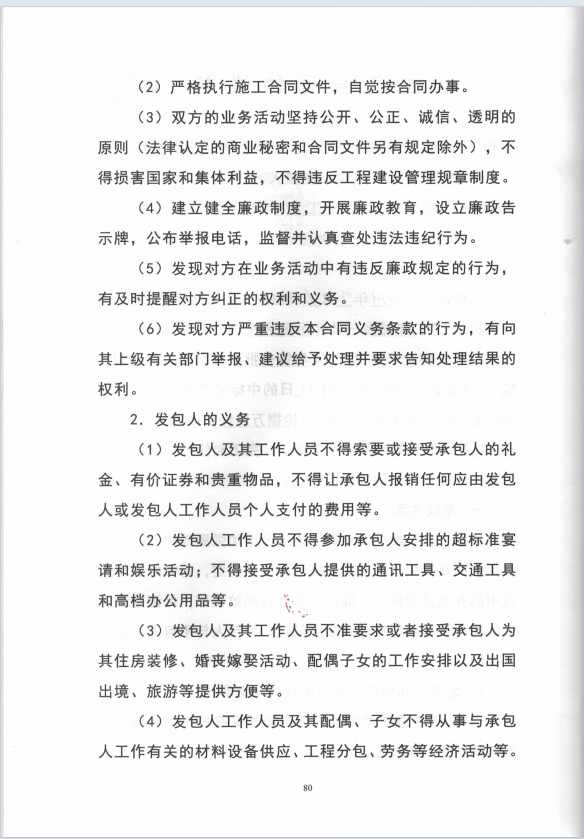 （2）严格执行施工合同文件，自觉按合同办事。
（3）双方的业务活动坚持公开、公正、诚信、透明的
原则（法律认定的商业秘密和合同文件另有规定除外），不
得损害国家和集体利益，不得违反工程建设管理规章制度。
（4）建立健全廉政制度，开展廉政教育，设立廉政告
示牌，公布举报电话，监督并认真查处违法违纪行为。
（5）发现对方在业务活动中有违反廉政规定的行为，
有及时提醒对方纠正的权利和义务。
（6）发现对方严重违反本合同义务条款的行为，有向
其上级有关部门举报、建议给予处理并要求告知处理结果的
权利。
2．发包人的义务
（1）发包人及其工作人员不得索要或接受承包人的礼
金、有价证券和贵重物品，不得让承包人报销任何应由发包
人或发包人工作人员个人支付的费用等。
（2）发包人工作人员不得参加承包人安排的超标准宴
请和娱乐活动；不得接受承包人提供的通讯工具、交通工具
和高档办公用品等。
（3）发包人及其工作人员不准要求或者接受承包人为
其住房装修、婚丧嫁娶活动、配偶子女的工作安排以及出国
出境、旅游等提供方便等。
（4）发包人工作人员及其配偶、子女不得从事与承包
人工作有关的材料设备供应、工程分包、劳务等经济活动等。
80